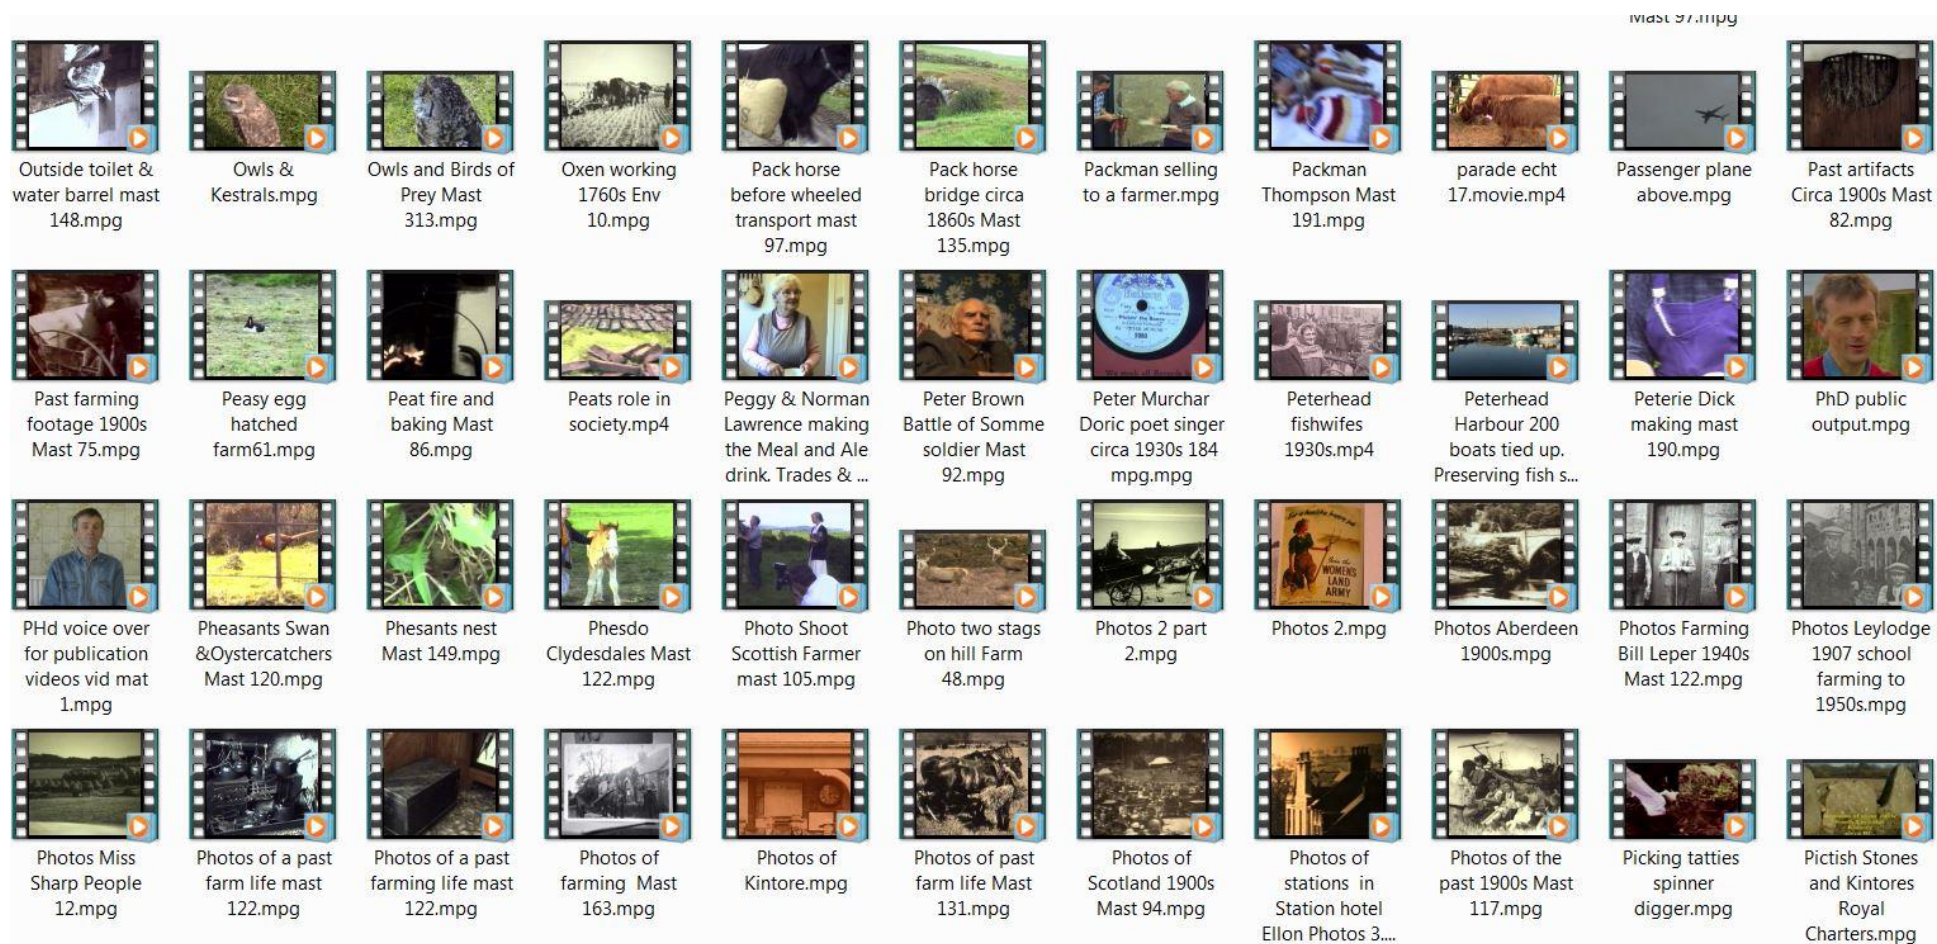 Mast 97.mpg
Outside toilet &
water barrel mast
148.mpg
Owls &
Kestrals.mpg
Owls and Birds of
Prey Mast
313.mpg
Oxen working
1760s Env
10.mpg
Pack horse
before wheeled
transport mast
97.mpg
Pack horse
bridge circa
1860s Mast
135.mpg
Packman selling
to a farmer.mpg
Packman
Thompson Mast
191.mpg
parade echt
17.movie.mp4
Passenger plane
above.mpg
Past artifacts
Circa 1900s Mast
82.mpg
Past farming
footage 1900s
Mast 75.mpg
Peasy egg
hatched
farm61.mpg
Peat fire and
baking Mast
86.mpg
Peats role in
society.mp4
Peggy & Norman
Lawrence making
the Meal and Ale
drink. Trades & ...
Peter Brown
Battle of Somme
soldier Mast
92.mpg
Peter Murchar
Doric poet singer
circa 1930s 184
mpg.mpg
Peterhead
fishwifes
1930s.mp4
Peterhead
Harbour 200
boats tied up.
Preserving fish s...
Peterie Dick
making mast
190.mpg
PhD public
output.mpg
PHd voice over
for publication
videos vid mat
1.mpg
Pheasants Swan
&Oystercatchers
Mast 120.mpg
Phesants nest
Mast 149.mpg
Phesdo
Clydesdales Mast
122.mpg
Photo Shoot
Scottish Farmer
mast 105.mpg
Photo two stags
on hill Farm
48.mpg
Photos 2 part
2.mpg
Join the
WOMENS
LAND
ARMY
Photos 2.mpg
Photos Aberdeen
1900s.mpg
Photos Farming
Bill Leper 1940s
Mast 122.mpg
Photos Leylodge
1907 school
farming to
1950s.mpg
Photos Miss
Sharp People
12.mpg
Photos of a past
farm life mast
122.mpg
Photos of a past
farming life mast
122.mpg
Photos of
farming  Mast
163.mpg
Photos of
Kintore.mpg
Photos of past
farm life Mast
131.mpg
Photos of
Scotland 1900s
Mast 94.mpg
Photos of
stations  in
Station hotel
Ellon Photos 3....
Photos of the
past 1900s Mast
117.mpg
Picking tatties
spinner
digger.mpg
Pictish Stones
and Kintores
Royal
Charters.mpg